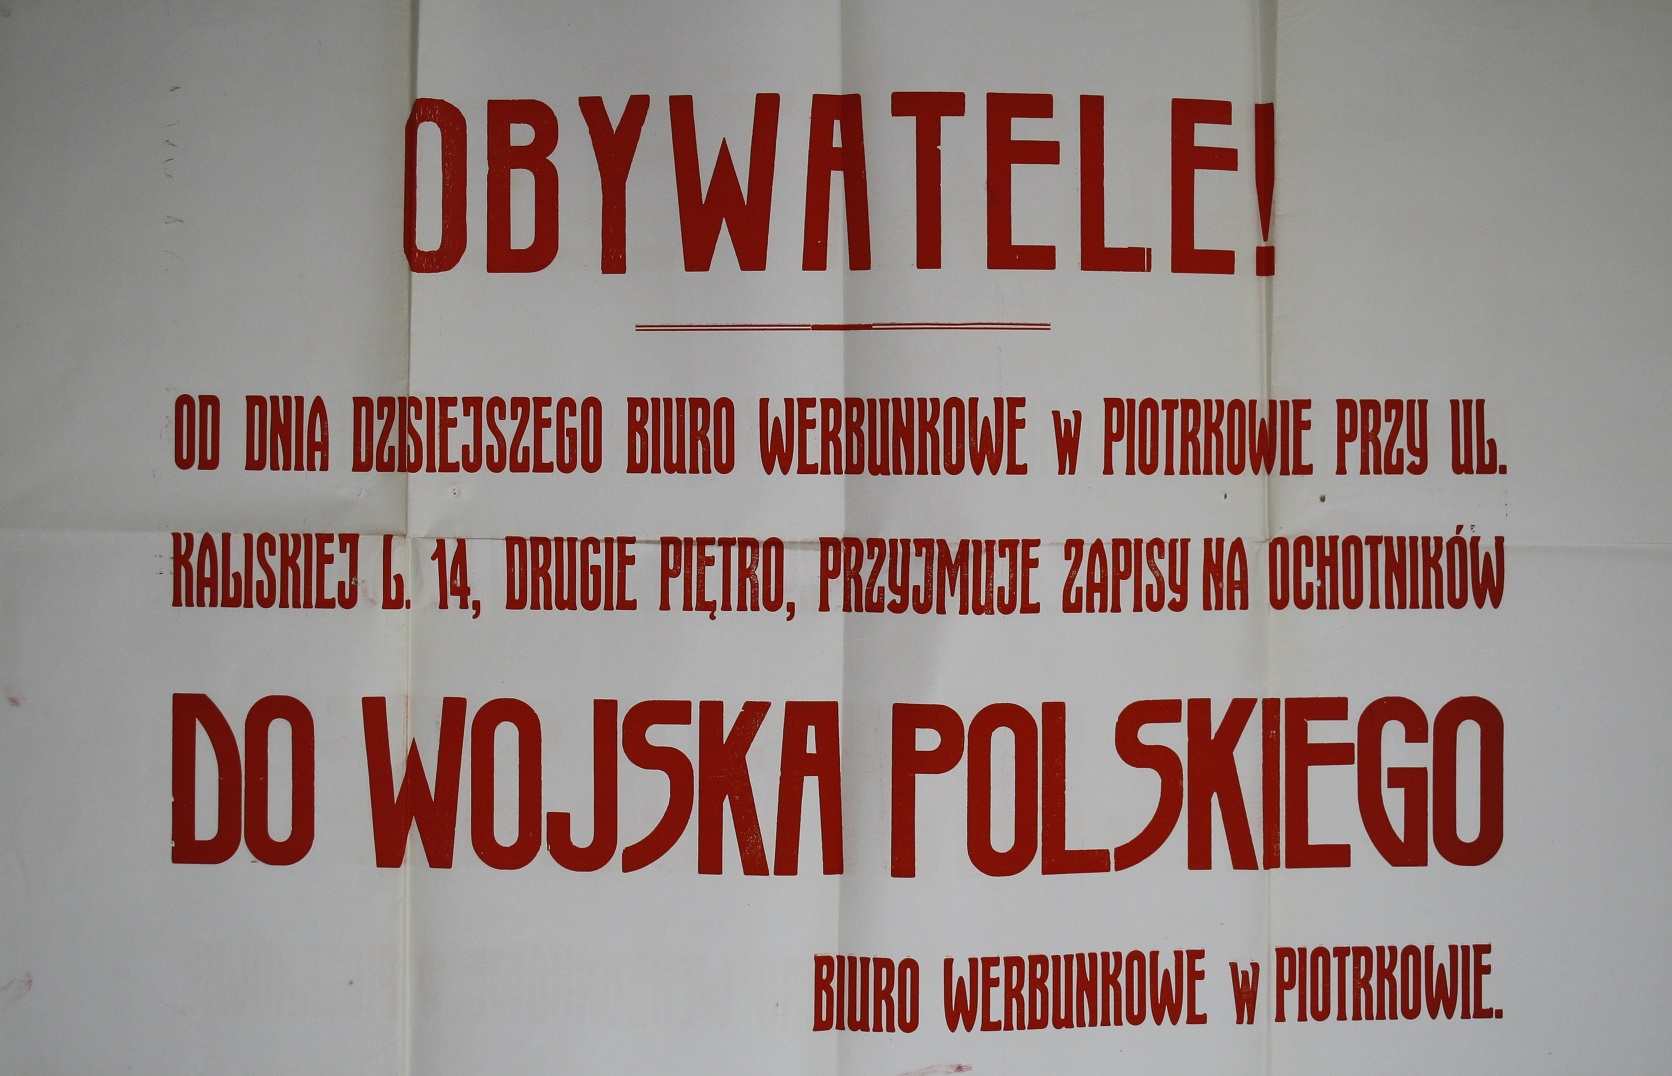 OBYWATELE!
OD DNIA DZISIEJSZEGO BIURO WERBUNKOWE w PIOTRKOWIE PRZY UL.
KALISKIEJ L. 14, DRUGIE PIĘTRO, PRZYJMUJE ZAPISY NA OCHOTNIKÓW
DO WOJSKA POLSKIEGO
BIURO WERBUNKOWE w PIOTRKOWIE.